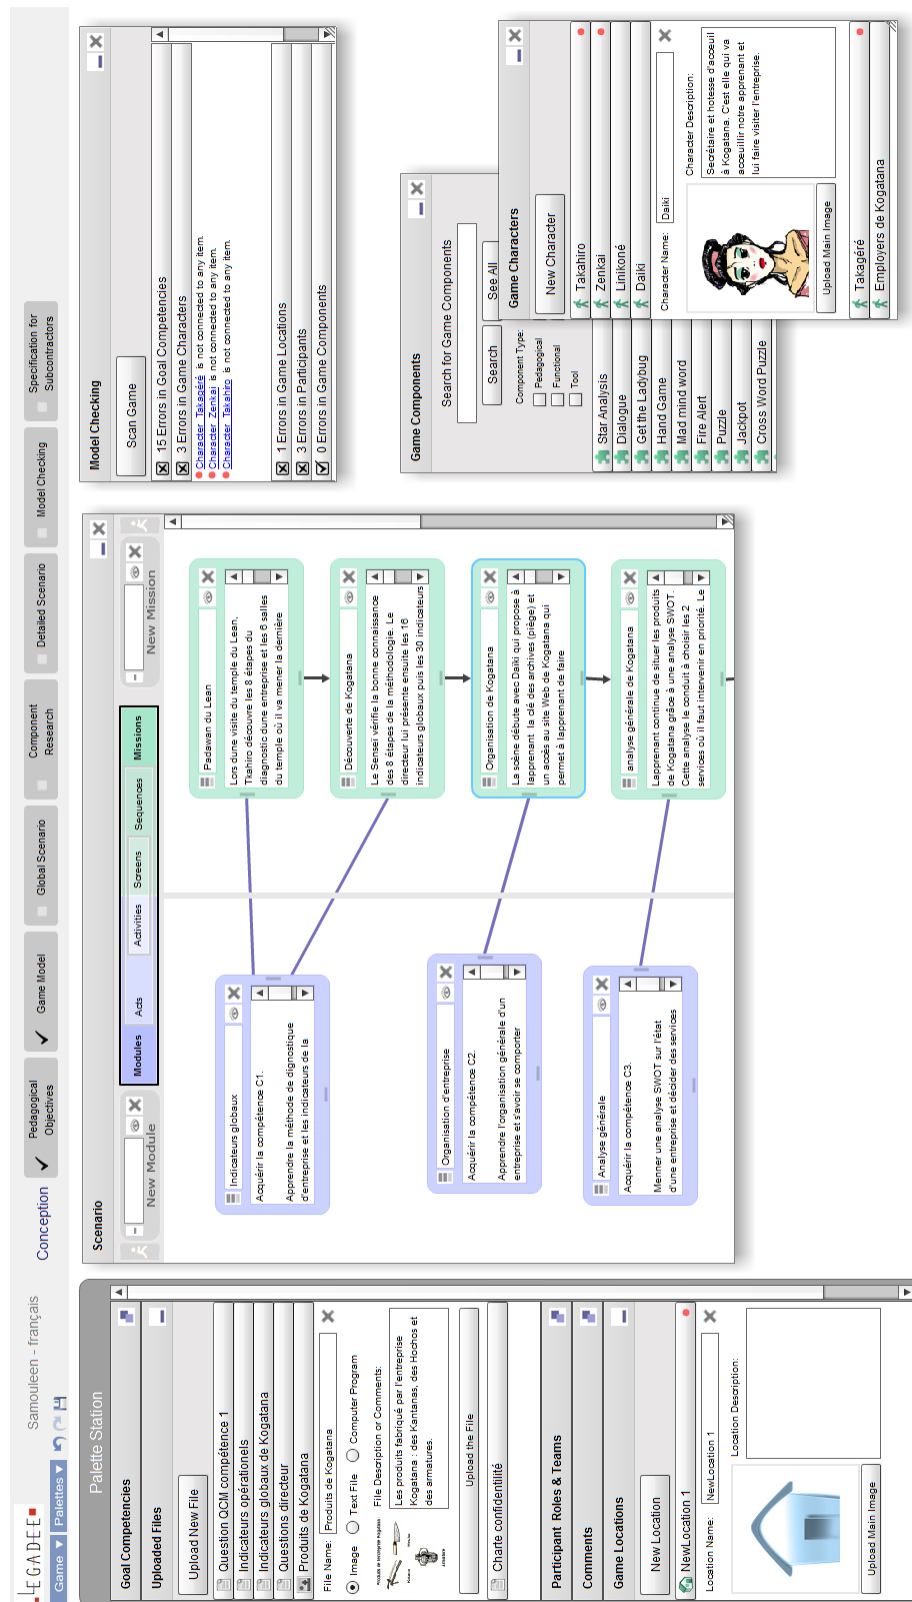 LEGADEE
Samouleen - français
Game ▼
Palettes ▼
Conception
Pedagogical
Objectives
Game Model
Global Scenario
Component
Research
Detailed Scenario
Model Checking
Specification for
Subcontractors
Palette Station
Goal Competencies
Uploaded Files
Upload New File
Question QCM compétence 1
Indicateurs opérationels
Indicateurs globaux de Kogatana
Questions directeur
Produits de Kogatana
File Name:
Produits de Kogatana
Image
Text File
Computer Program
File Description or Comments:
Les produits fabriqué par l'entreprise
Kogatana : des Kantanas, des Hochos et
des armatures.
Upload the File
Charte confidentilité
Participant Roles & Teams
Comments
Game Locations
New Location
NewLocation 1
Location Name:
NewLocation 1
Location Description:
Upload Main Image
Scenario
New Module
Modules
Acts
Activities
Screens
Sequences
Missions
New Mission
Indicateurs globaux
Acquérir la compétence C1.
Apprendre la méthode de dignostique
d'entreprise et les indicateurs de la
Organisation d'entreprise
Acquérir la compétence C2.
Apprendre l'organisation générale d'un
entreprise et s'avoir se comporter
Analyse générale
Acquérir la compétence C3.
Menner une analyse SWOT sur l'état
d'une entreprise et décider des services
Padawan du Lean
Lorn dune visite du temple du Lean,
Tkahiro découvre les 8 étapes du
diagnostic dune entreprise et les 6 salles
du temple où il va mener la dernière
Découverte de Kogatana
Le Senseï vérifie la bonne connaissance
des 8 étapes de la méthodologie. Le
directeur lui présente ensuite les 16
indicateurs globaux puis les 30 indicateurs
Organisation de Kogatana
La scène débute avec Daïki qui propose à
lapprenant la clé des archives (piège) et
un accès au site Web de Kogatana qui
permet à lapprenant de faire
analyse générale de Kogatana
Lapprenant continue de situer les produits
de Kogatana grâce à une analyse SWOT.
Cette analyse le conduit à choisir les 2
services où il faut intervenir en priorité. Le
Model Checking
Scan Game
15 Errors in Goal Competencies
3 Errors in Game Characters
Character Takagéré is not connected to any item.
Character Zenkai is not connected to any item.
Character Takahiro is not connnected to any item.
1 Errors in Game Locations
3 Errors in Participants
0 Errors in Game Components
Game Components
Search for Game Components
Search
See All
Component Type:
Pedagogical
Functional
Tool
Star Analysis
Dialogue
Get the Ladybug
Hand Game
Mad mind word
Fire Alert
Puzzle
Jackpot
Cross Word Puzzle
Game Characters
New Character
Takahiro
Zenkai
Linikoné
Daiki
Character Name:
Daiki
Character Description:
Secrétaire et hotesse d'acceuil
à Kogatana. C'est elle qui va
acceuillir notre apprenant et
lui faire visiter l'entreprise.
Upload Main Image
Takagéré
Employers de Kogatana